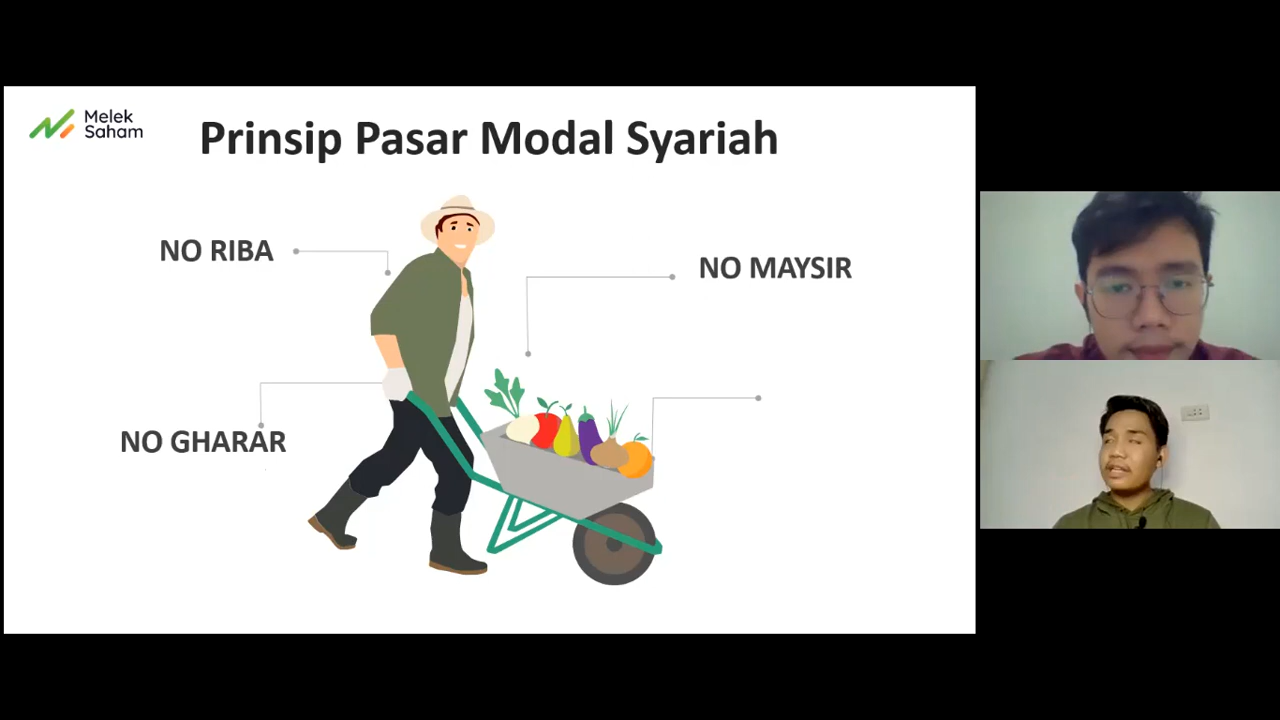 Melek
Saham
Prinsip Pasar Modal Syariah
NO RIBA
NO MAYSIR
NO GHARAR